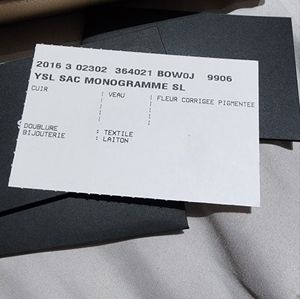 2016 3 02302 364021 BOW0J 9906
YSL SAC MONOGRAMME SL
CUIR : VEAU : FLEUR CORRIGEE PIGMENTEE
DOUBLURE : TEXTILE
BIJOUTERIE : LAITON